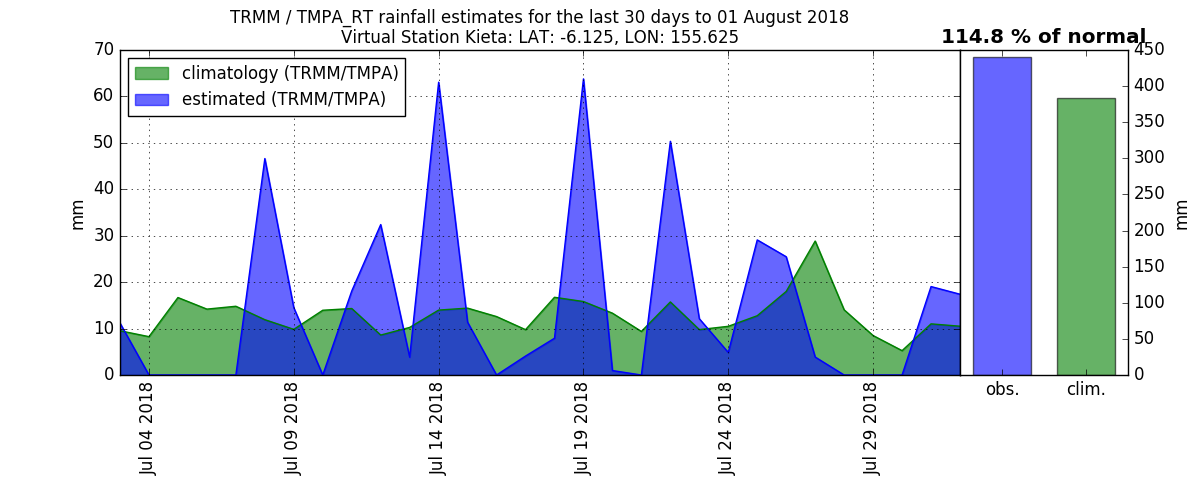 TRMM / TMPA_RT rainfall estimates for the last 30 days to 01 August 2018
Virtual Station Kieta: LAT: -6.125, LON: 155.625
114.8 % of normal
climatology (TRMM/TMPA)
estimated (TRMM/TMPA)
70
60
50
40
30
20
10
0
mm
Jul 04 2018
Jul 09 2018
Jul 14 2018
Jul 19 2018
Jul 24 2018
Jul 29 2018
obs.
clim.
450
400
350
300
250
200
150
100
50
0
mm